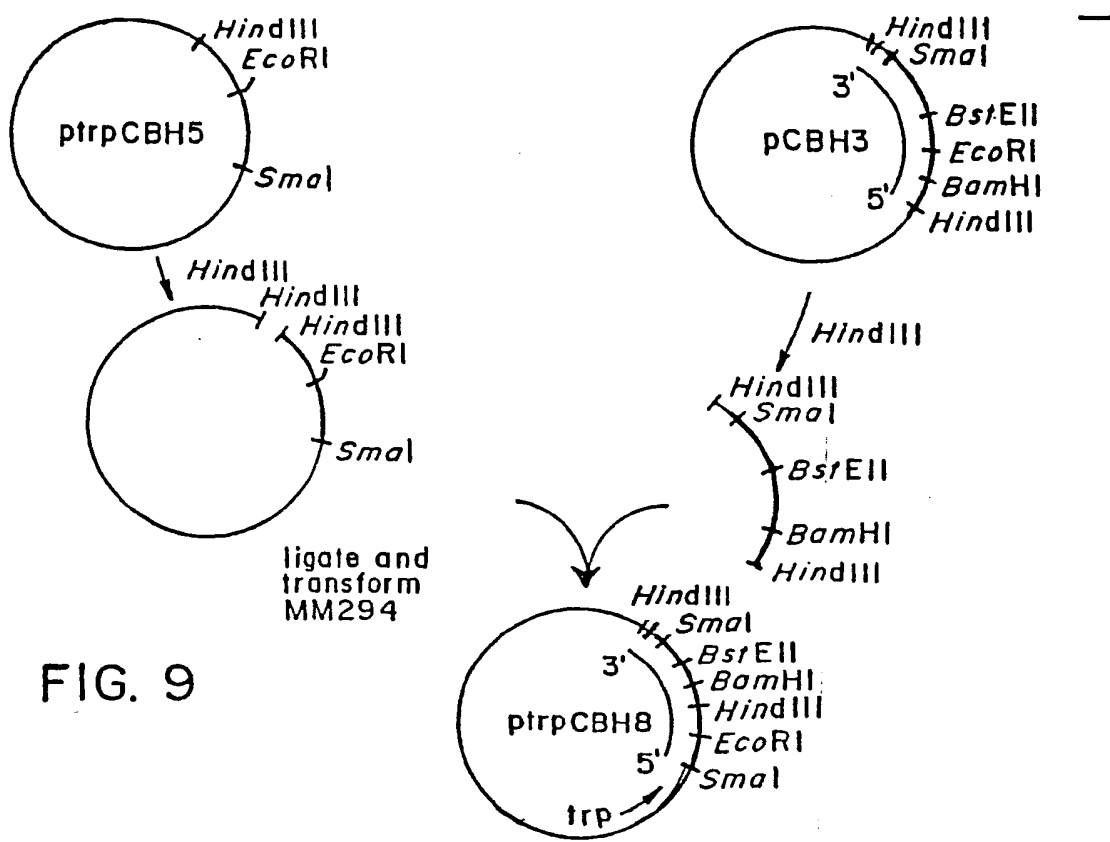 HindIII
EcoRI
ptrpCBH5
SmaI
HindIII
HindIII
HindIII
EcoRI
SmaI
ligate and
transform
MM294
HindIII
SmaI
3'
BstEII
pCBH3
EcoRI
BamHI
5'
HindIII
HindIII
HindIII
SmaI
BstEII
BamHI
HindIII
HindIII
SmaI
3'
BstEII
BamHI
HindIII
ptrpCBH8
EcoRI
5'
SmaI
trp
FIG. 9